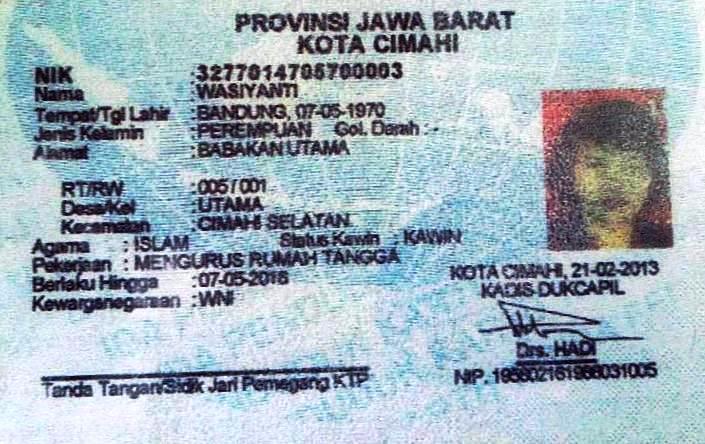 PROVINSI JAWA BARAT
KOTA CIMAHI
NIK : 3277014705700003
Nama : WASIYANTI
Tempat/Tgl Lahir : BANDUNG, 07-05-1970
Jenis Kelamin : PEREMPUAN Gol. Darah : -
Alamat : BABAKAN UTAMA
RT/RW : 005 / 001
Desa/Kel : UTAMA
Kecamatan : CIMAHI SELATAN
Agama : ISLAM Status Kawin : KAWIN
Pekerjaan : MENGURUS RUMAH TANGGA
Berlaku Hingga : 07-05-2018
Kewarganegaraan : WNI
KOTA CIMAHI, 21-02-2013
KADIS DUKCAPIL
Drs. HADI
Tanda Tangan/Sidik Jari Pemegang KTP
NIP.